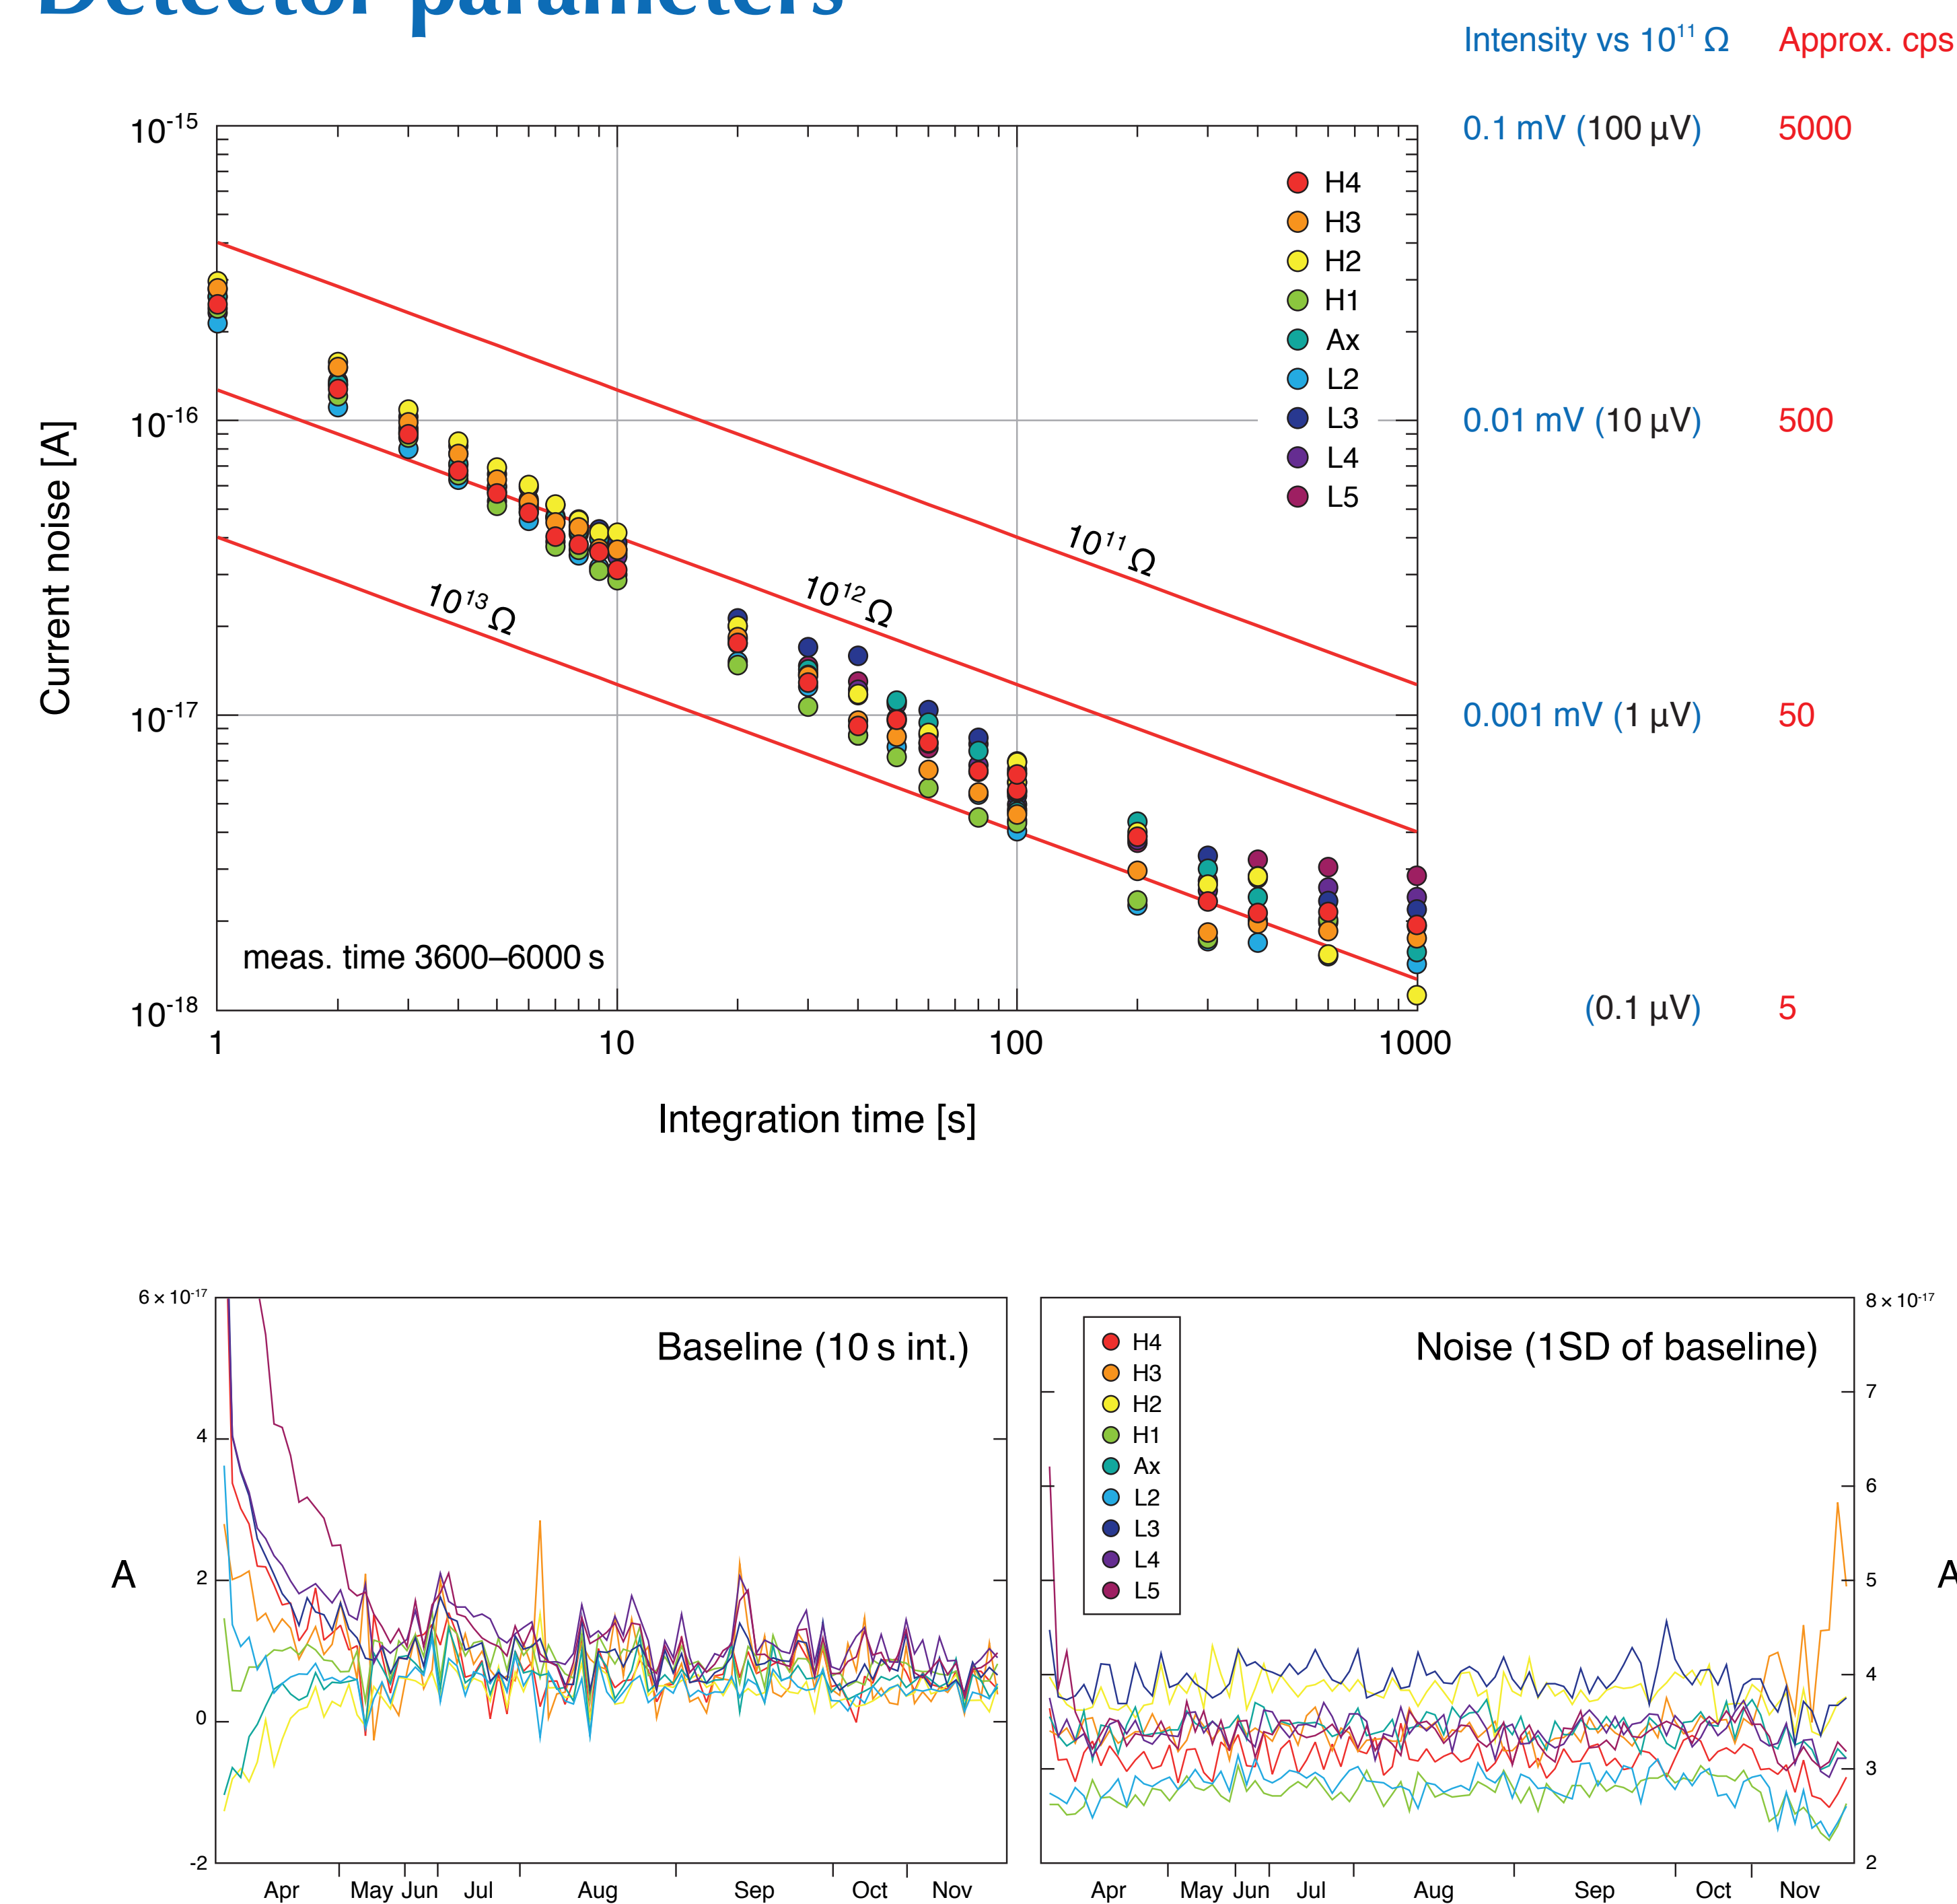 Detector parameters
Intensity vs 10¹¹ Ω Approx. cps
10⁻¹⁵ 0.1 mV (100 µV) 5000
H4
H3
H2
H1
Ax
L2
10⁻¹⁶ L3 0.01 mV (10 µV) 500
L4
L5
Current noise [A]
10¹¹ Ω
10¹² Ω
10¹³ Ω
10⁻¹⁷ 0.001 mV (1 µV) 50
meas. time 3600–6000 s
10⁻¹⁸ (0.1 µV) 5
1 10 100 1000
Integration time [s]
6 × 10⁻¹⁷
4
2
0
-2
A
Baseline (10 s int.)
Apr May Jun Jul Aug Sep Oct Nov
H4
H3
H2
H1
Ax
L2
L3
L4
L5
Noise (1SD of baseline)
8 × 10⁻¹⁷
7
6
5
4
3
2
A
Apr May Jun Jul Aug Sep Oct Nov